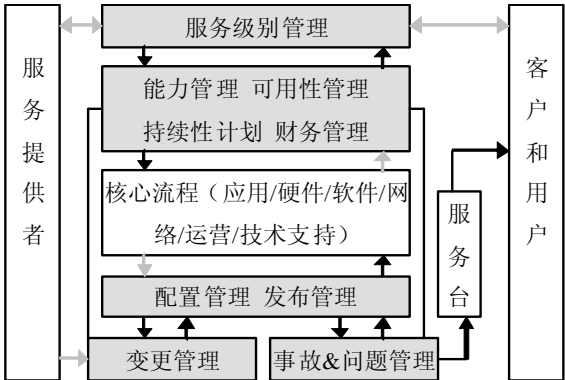 服务提供者
服务级别管理
能力管理 可用性管理
持续性计划 财务管理
核心流程（应用/硬件/软件/网
络/运营/技术支持）
配置管理 发布管理
变更管理
事故&问题管理
服务台
客户和用户